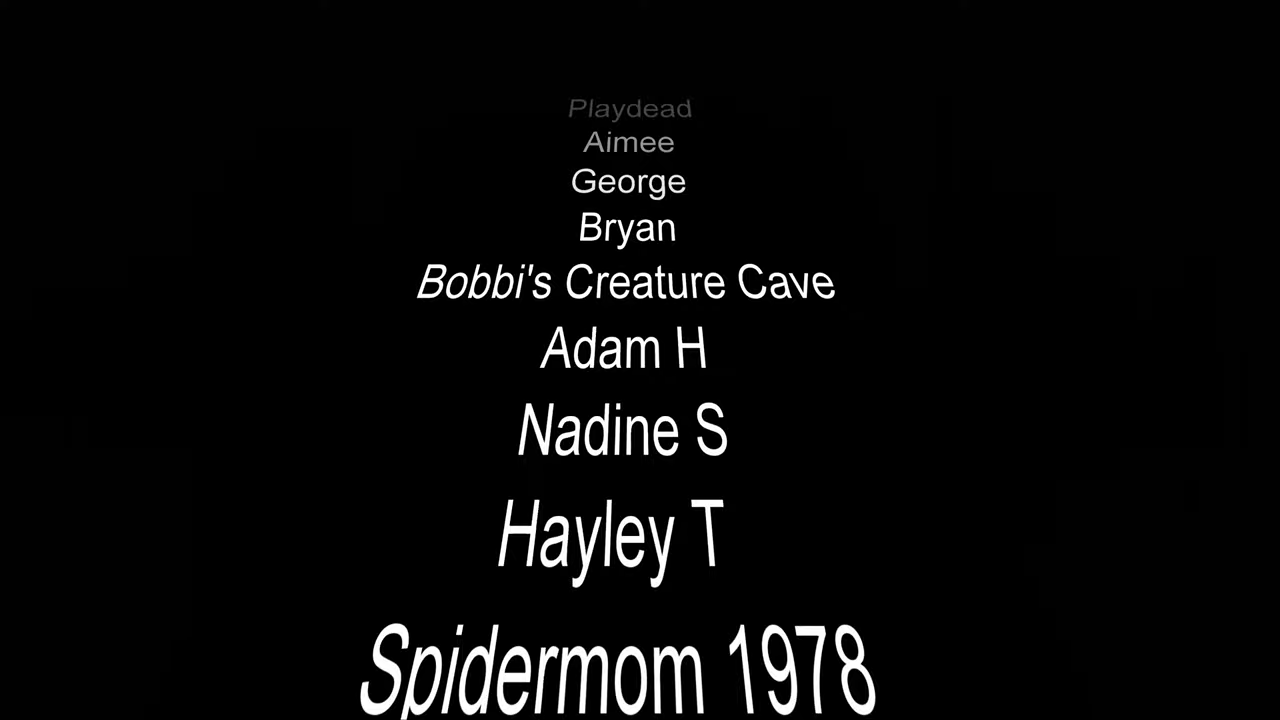 Playdead
Aimee
George
Bryan
Bobbi's Creature Cave
Adam H
Nadine S
Hayley T
Spidermom 1978